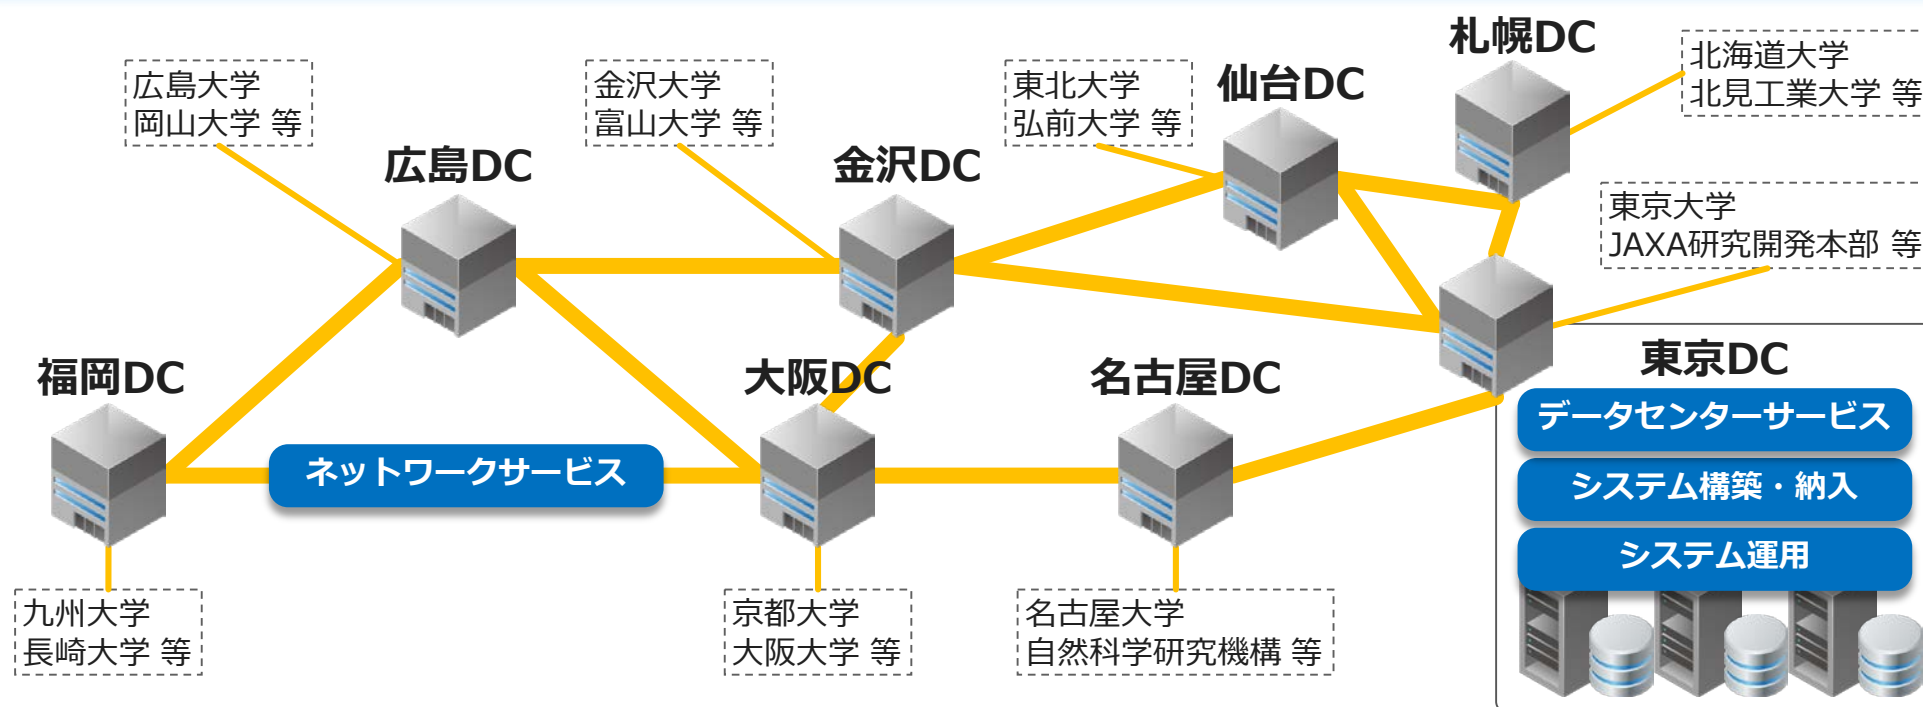 札幌DC
北海道大学
北見工業大学 等
仙台DC
東北大学
弘前大学 等
金沢大学
富山大学 等
広島大学
岡山大学 等
広島DC
金沢DC
東京大学
JAXA研究開発本部 等
福岡DC
大阪DC
名古屋DC
東京DC
データセンターサービス
ネットワークサービス
システム構築・納入
システム運用
九州大学
長崎大学 等
京都大学
大阪大学 等
名古屋大学
自然科学研究機構 等